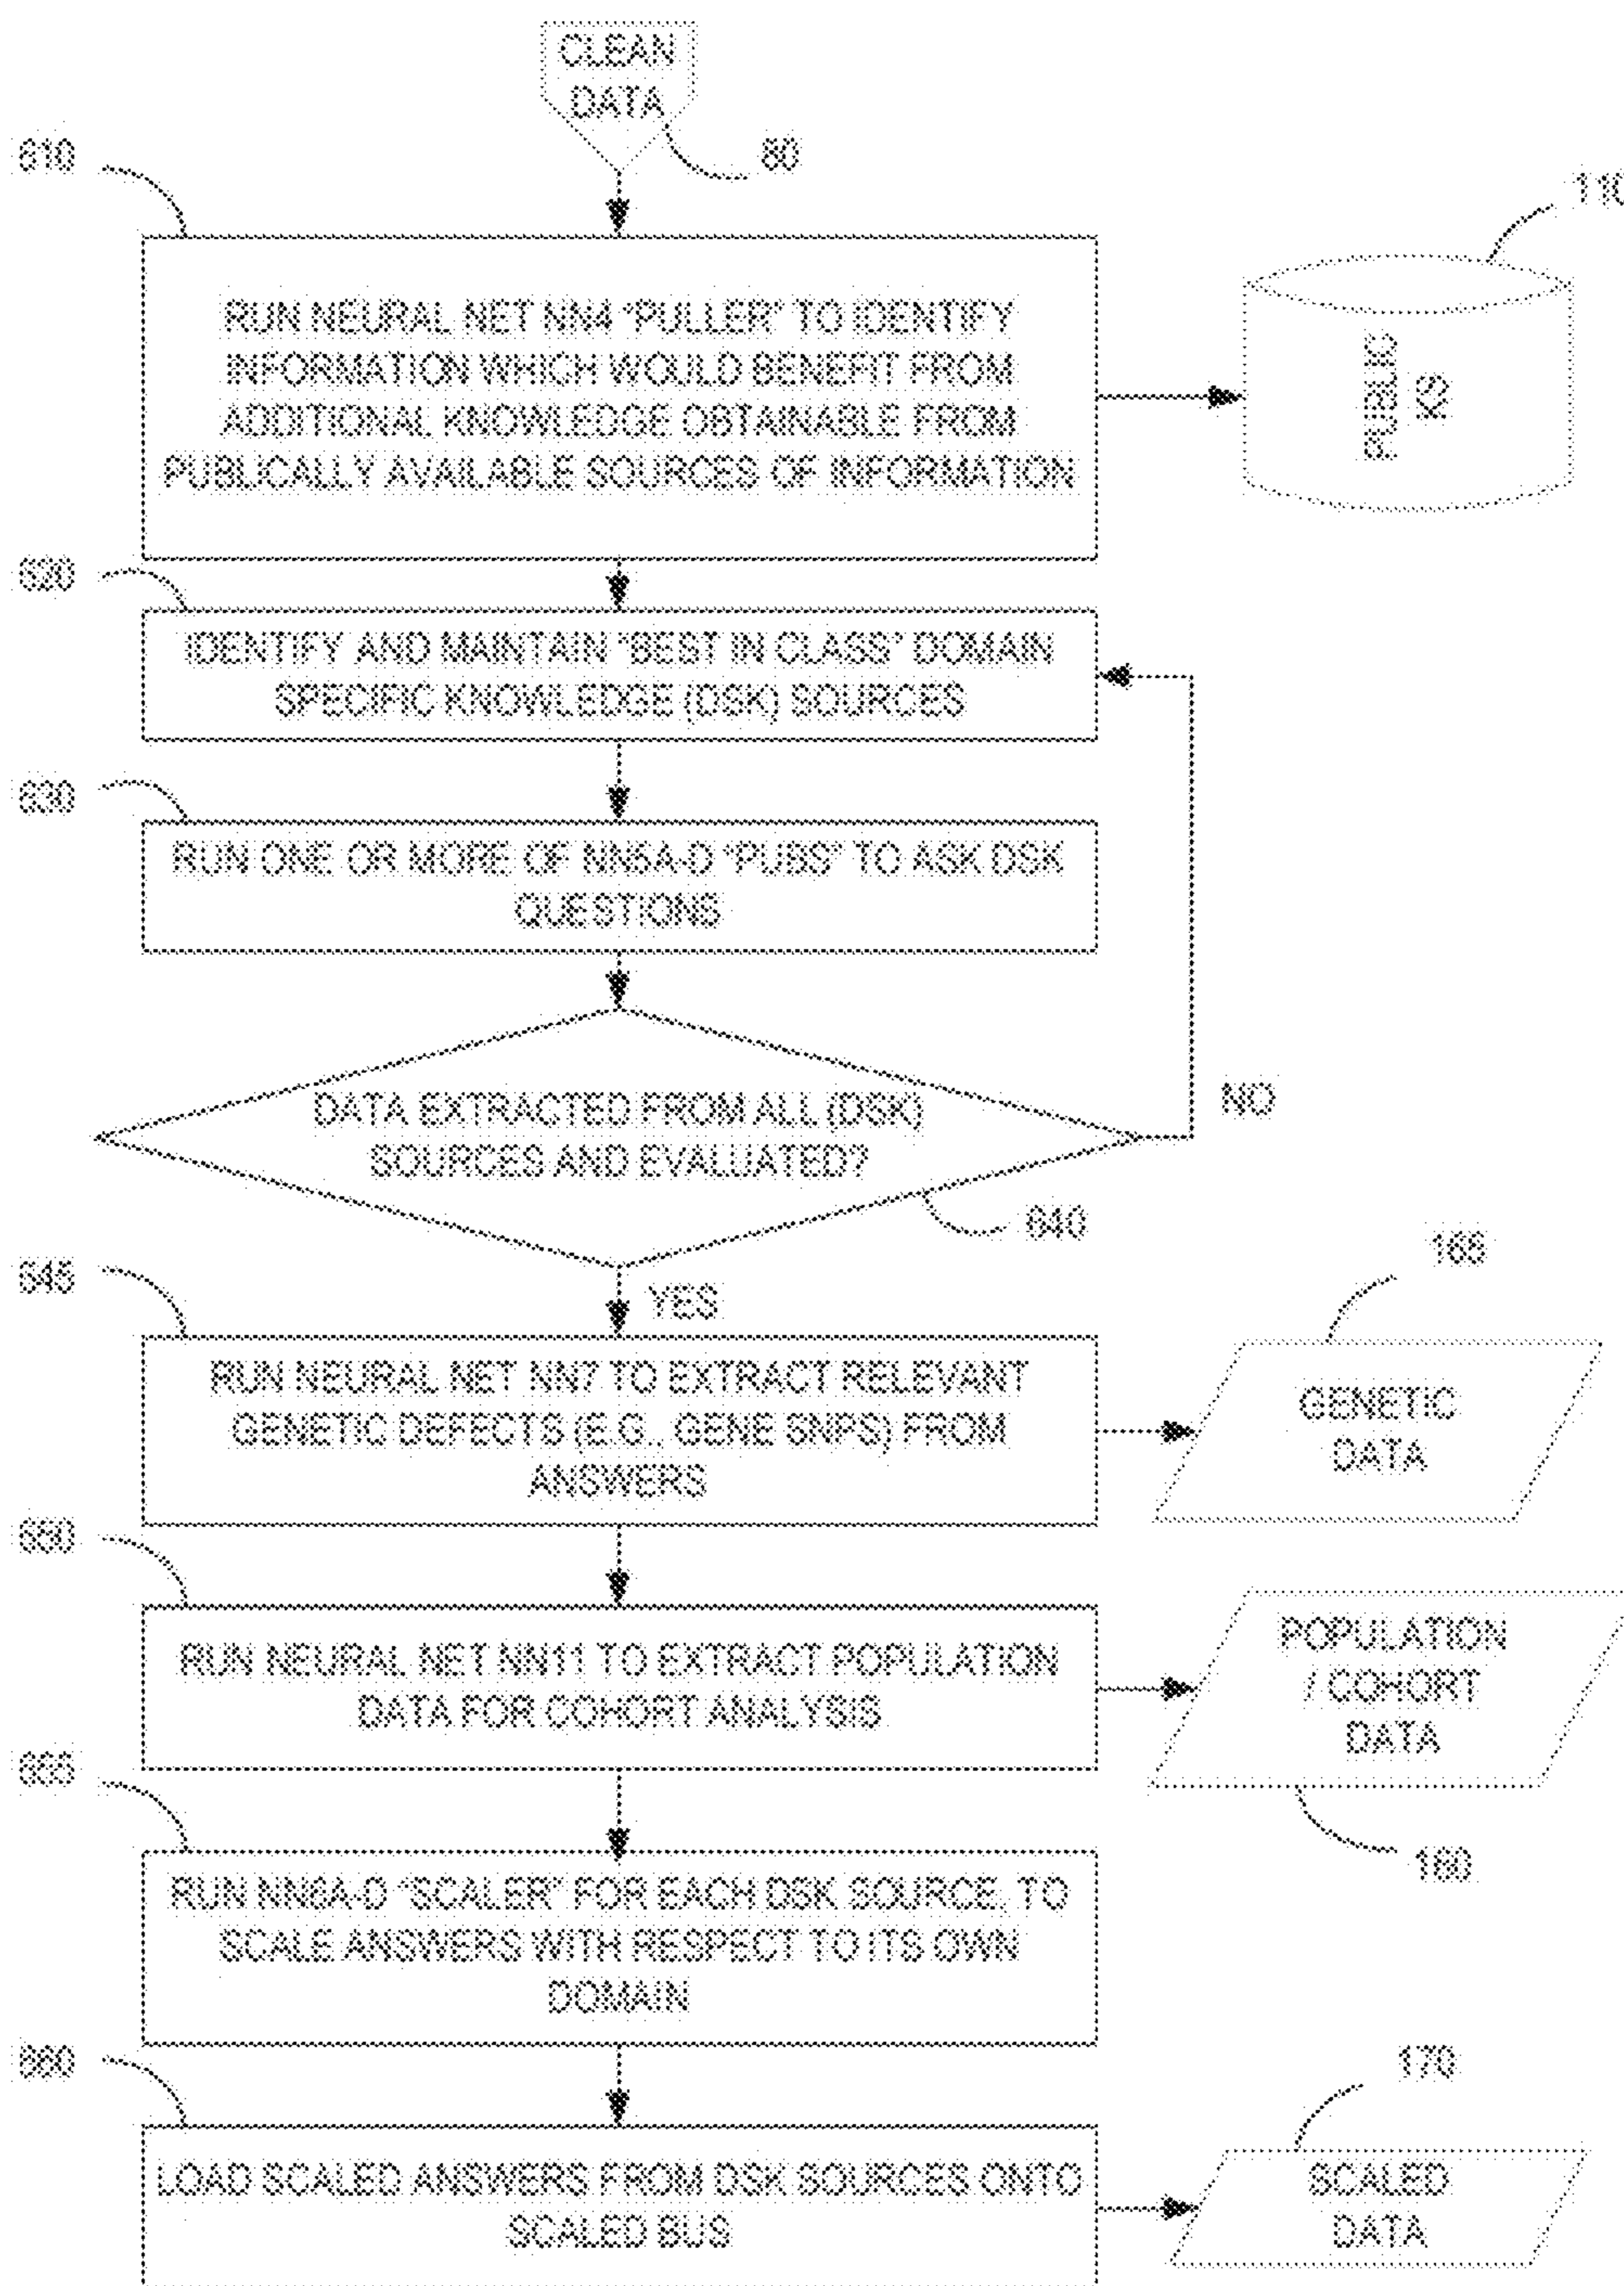 CLEAN
DATA
80
610
110
RUN NEURAL NET NN4 "PULLER" TO IDENTIFY
INFORMATION WHICH WOULD BENEFIT FROM
ADDITIONAL KNOWLEDGE OBTAINABLE FROM
PUBLICALLY AVAILABLE SOURCES OF INFORMATION
PUBLIC
KS
620
IDENTIFY AND MAINTAIN "BEST IN CLASS" DOMAIN
SPECIFIC KNOWLEDGE (DSK) SOURCES
630
RUN ONE OR MORE OF NN5A-D "PUBS" TO ASK DSK
QUESTIONS
DATA EXTRACTED FROM ALL (DSK)
SOURCES AND EVALUATED?
NO
640
YES
645
165
RUN NEURAL NET NN7 TO EXTRACT RELEVANT
GENETIC DEFECTS (E.G., GENE SNPS) FROM
ANSWERS
GENETIC
DATA
650
RUN NEURAL NET NN11 TO EXTRACT POPULATION
DATA FOR COHORT ANALYSIS
POPULATION
/ COHORT
DATA
160
655
RUN NN6A-D "SCALER" FOR EACH DSK SOURCE, TO
SCALE ANSWERS WITH RESPECT TO ITS OWN
DOMAIN
660
170
LOAD SCALED ANSWERS FROM DSK SOURCES ONTO
SCALED BUS
SCALED
DATA